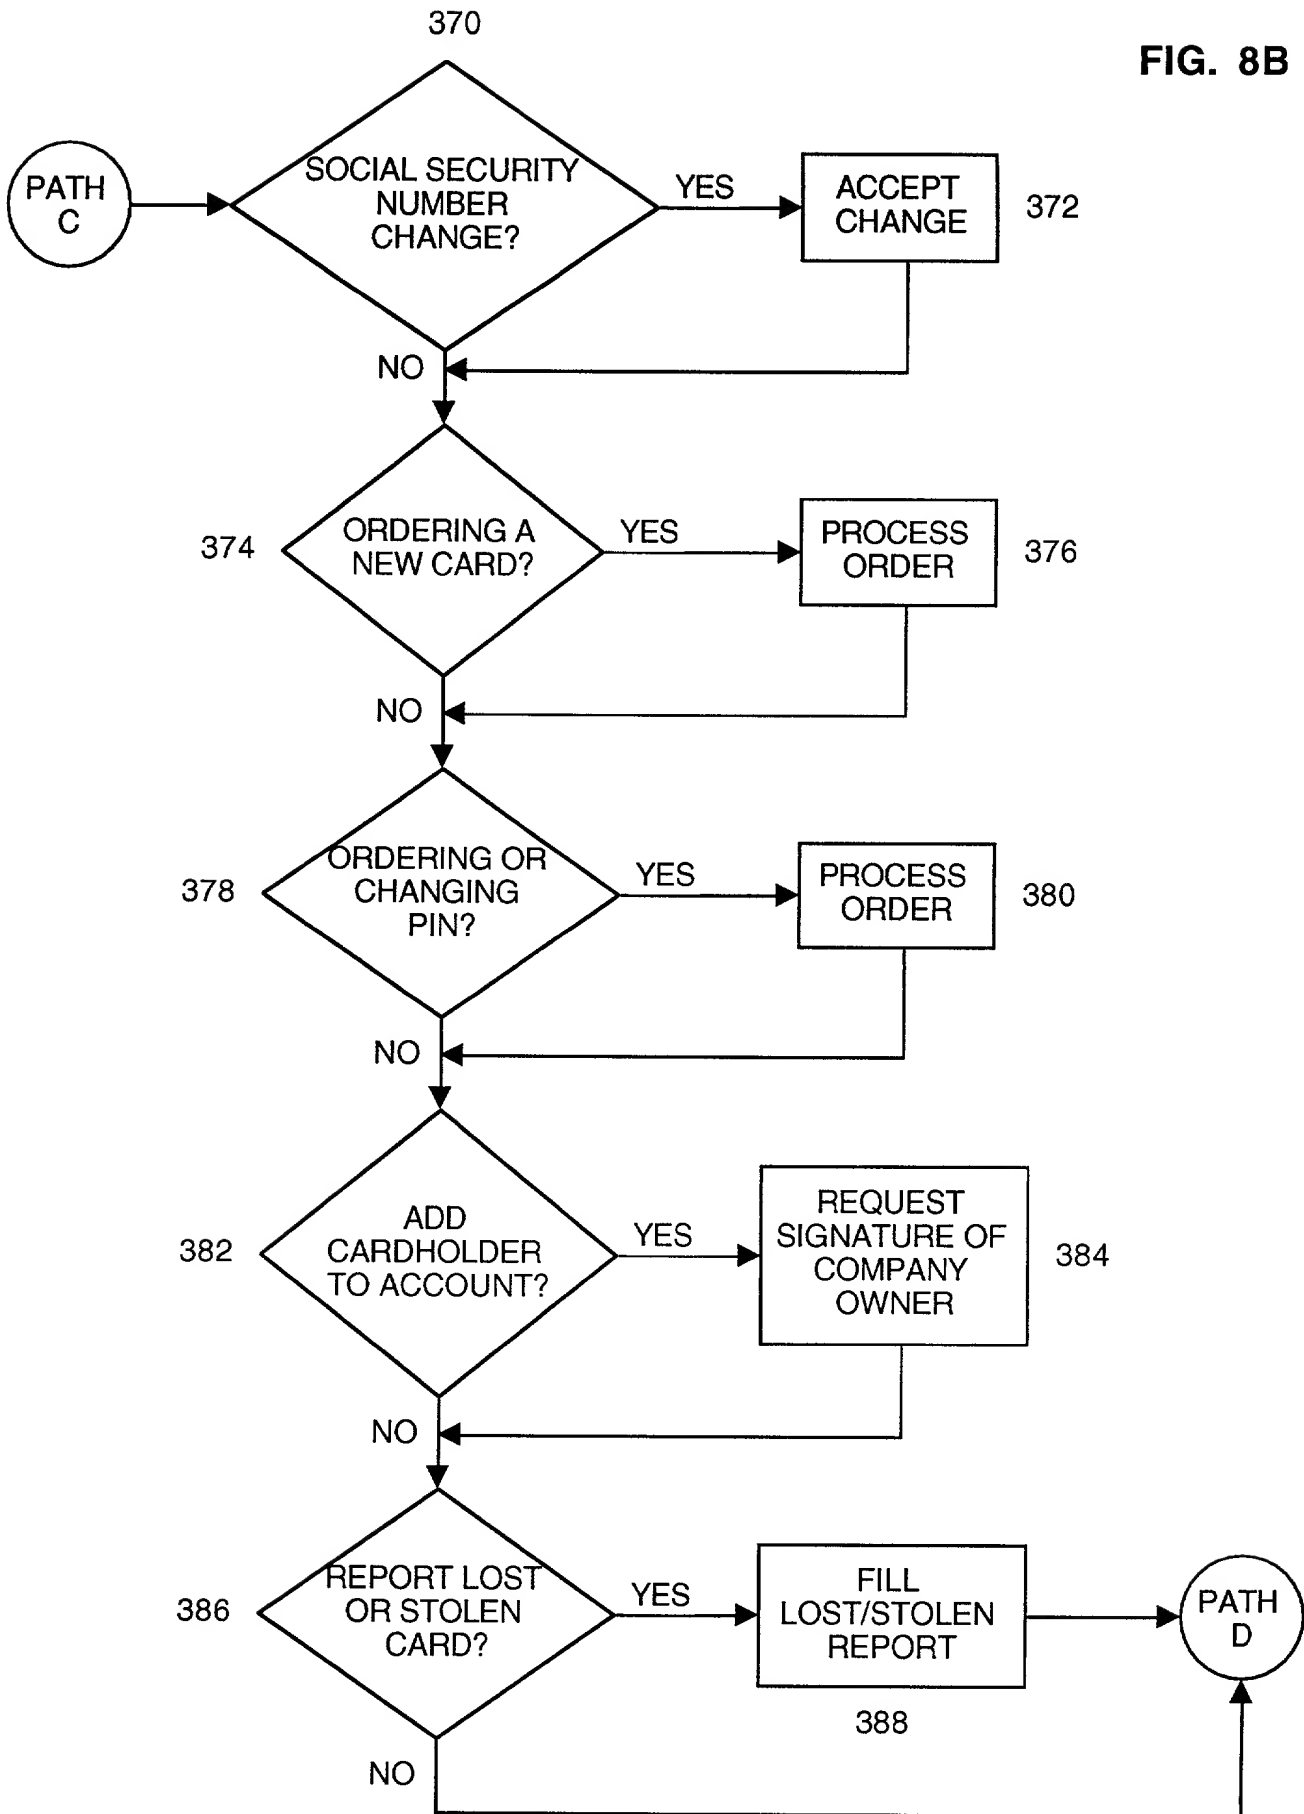 370
FIG. 8B
PATH
C
SOCIAL SECURITY
NUMBER
CHANGE?
YES
ACCEPT
CHANGE
372
NO
374
ORDERING A
NEW CARD?
YES
PROCESS
ORDER
376
NO
378
ORDERING OR
CHANGING
PIN?
YES
PROCESS
ORDER
380
NO
382
ADD
CARDHOLDER
TO ACCOUNT?
YES
REQUEST
SIGNATURE OF
COMPANY
OWNER
384
NO
386
REPORT LOST
OR STOLEN
CARD?
YES
FILL
LOST/STOLEN
REPORT
388
PATH
D
NO